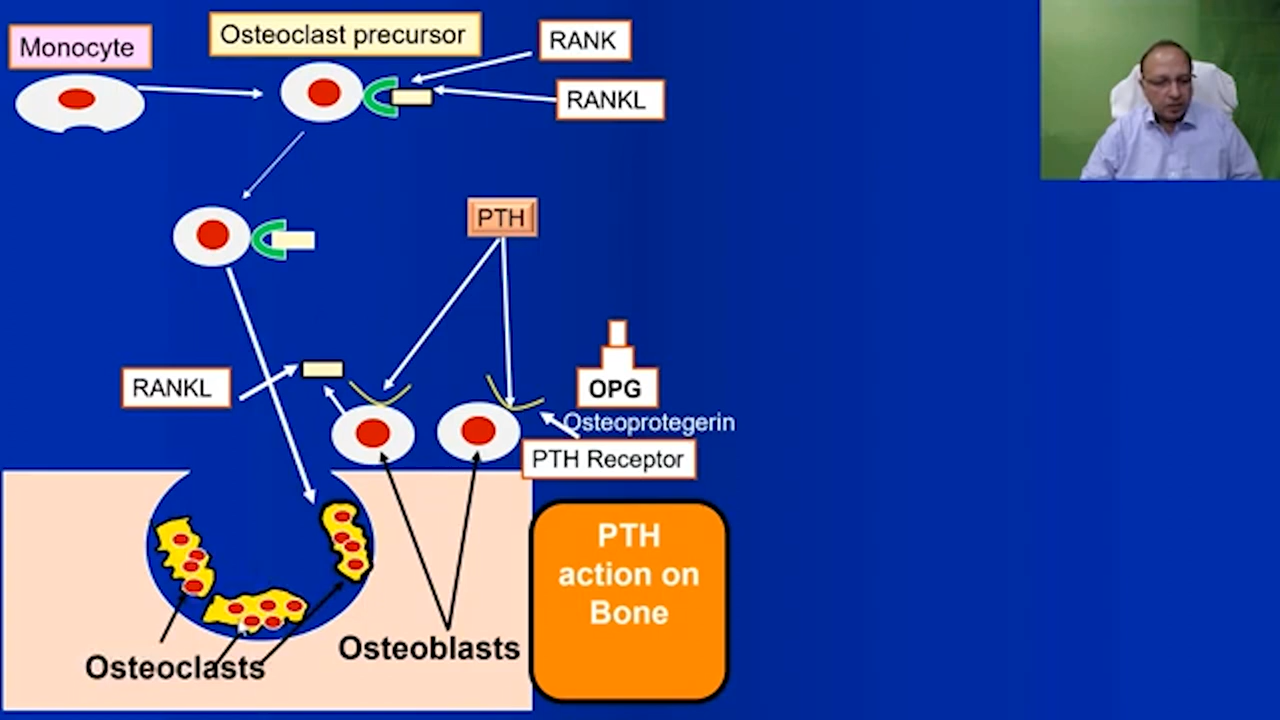 Monocyte
Osteoclast precursor
RANK
RANKL
PTH
RANKL
OPG
Osteoprotegerin
PTH Receptor
PTH
action on
Bone
Osteoblasts
Osteoclasts